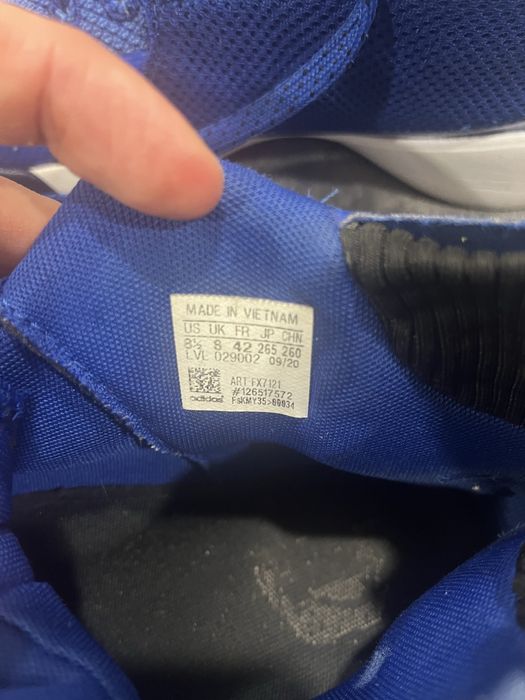 MADE IN VIETNAM
US UK FR JP CHN
8½ 8 42 265 260
LVL 029002 09/20
ART FX7121
#126517572
adidas